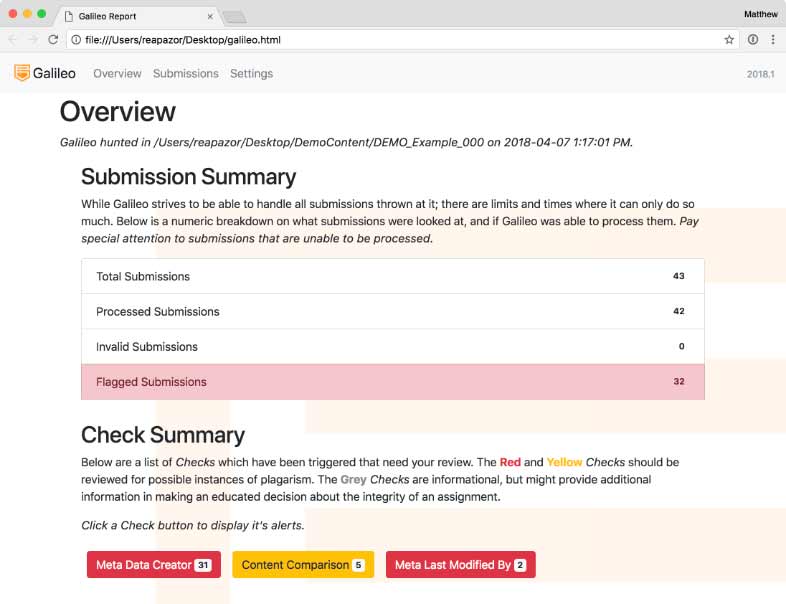 Galileo Report
Matthew
file:///Users/reapazor/Desktop/galileo.html
Galileo Overview Submissions Settings 2018.1
Overview
Galileo hunted in /Users/reapazor/Desktop/DemoContent/DEMO_Example_000 on 2018-04-07 1:17:01 PM.
Submission Summary
While Galileo strives to be able to handle all submissions thrown at it; there are limits and times where it can only do so
much. Below is a numeric breakdown on what submissions were looked at, and if Galileo was able to process them. Pay
special attention to submissions that are unable to be processed.
Total Submissions 43
Processed Submissions 42
Invalid Submissions 0
Flagged Submissions 32
Check Summary
Below are a list of Checks which have been triggered that need your review. The Red and Yellow Checks should be
reviewed for possible instances of plagarism. The Grey Checks are informational, but might provide additional
information in making an educated decision about the integrity of an assignment.
Click a Check button to display it's alerts.
Meta Data Creator 31 Content Comparison 5 Meta Last Modified By 2